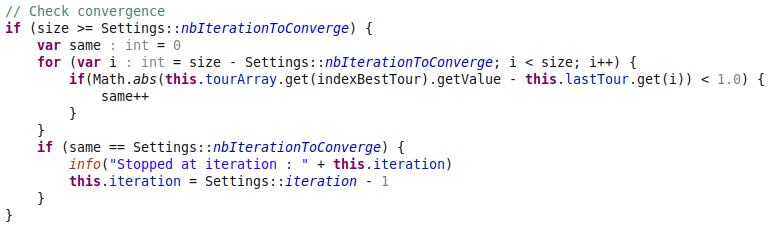 // Check convergence
if (size >= Settings::nbIterationToConverge) {
    var same : int = 0
    for (var i : int = size - Settings::nbIterationToConverge; i < size; i++) {
        if(Math.abs(this.tourArray.get(indexBestTour).getValue - this.lastTour.get(i)) < 1.0) {
            same++
        }
    }
    if (same == Settings::nbIterationToConverge) {
        info("Stopped at iteration : " + this.iteration)
        this.iteration = Settings::iteration - 1
    }
}